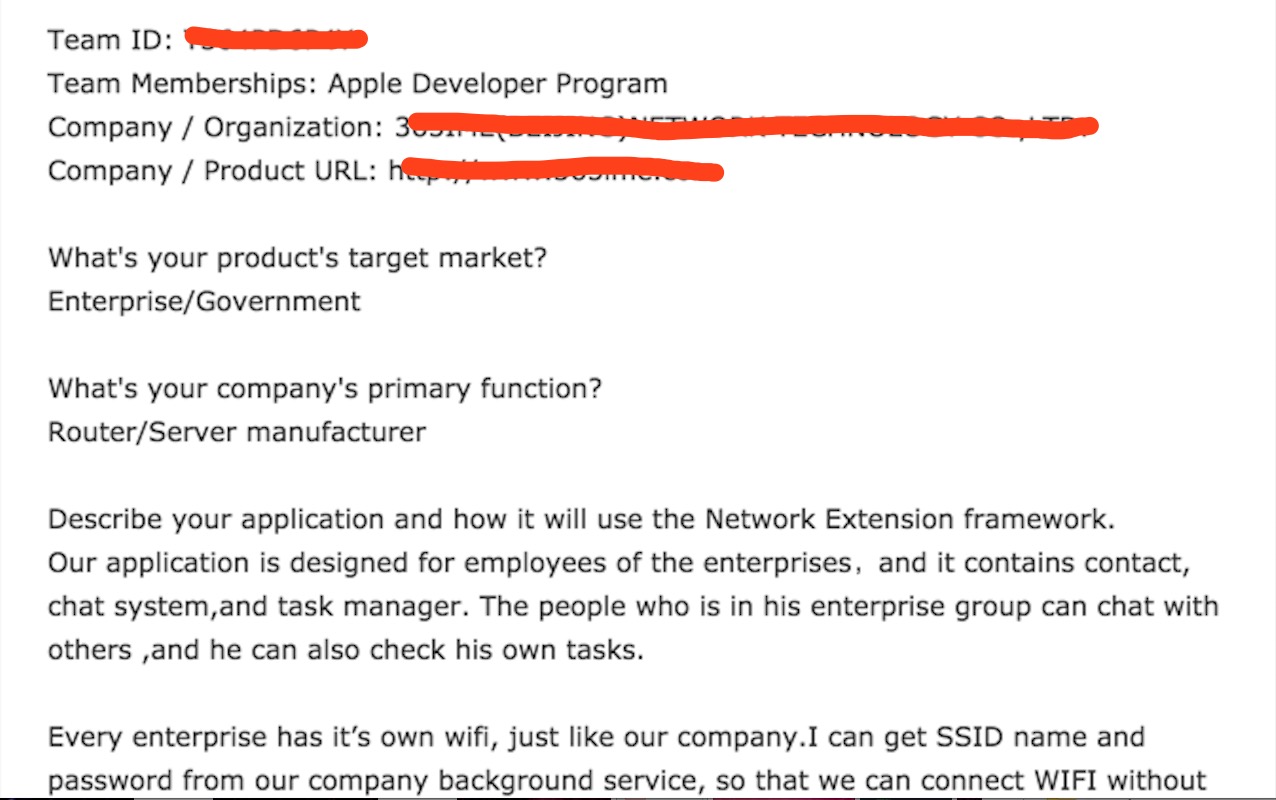 Team ID:
Team Memberships: Apple Developer Program
Company / Organization: 3
Company / Product URL: h
What's your product's target market?
Enterprise/Government
What's your company's primary function?
Router/Server manufacturer
Describe your application and how it will use the Network Extension framework.
Our application is designed for employees of the enterprises，and it contains contact,
chat system,and task manager. The people who is in his enterprise group can chat with
others ,and he can also check his own tasks.
Every enterprise has it’s own wifi, just like our company.I can get SSID name and
password from our company background service, so that we can connect WIFI without